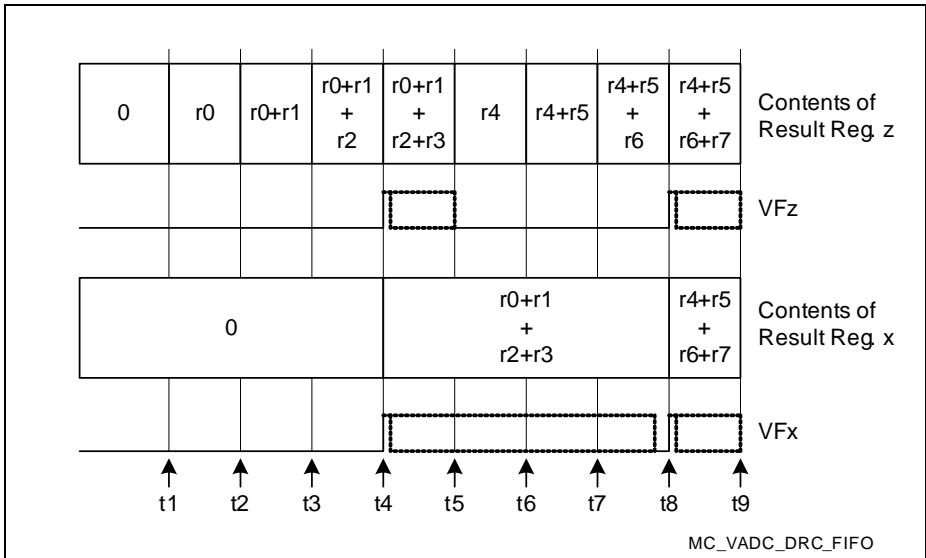 0
r0
r0+r1
r0+r1
+
r2
r0+r1
+
r2+r3
r4
r4+r5
r4+r5
+
r6
r4+r5
+
r6+r7
Contents of
Result Reg. z
VFz
0
r0+r1
+
r2+r3
r4+r5
+
r6+r7
Contents of
Result Reg. x
VFx
t1
t2
t3
t4
t5
t6
t7
t8
t9
MC_VADC_DRC_FIFO